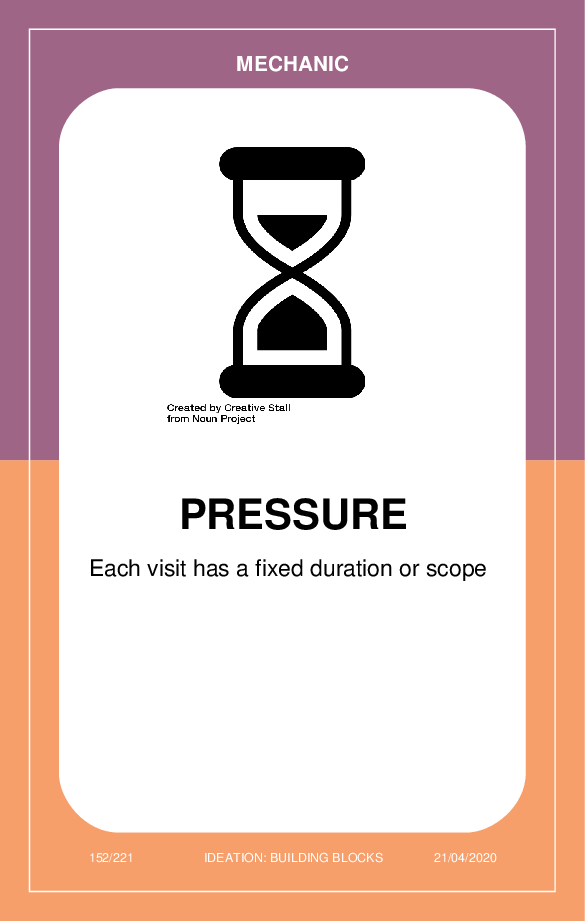 MECHANIC
Created by Creative Stall
from Noun Project
PRESSURE
Each visit has a fixed duration or scope
152/221 IDEATION: BUILDING BLOCKS 21/04/2020